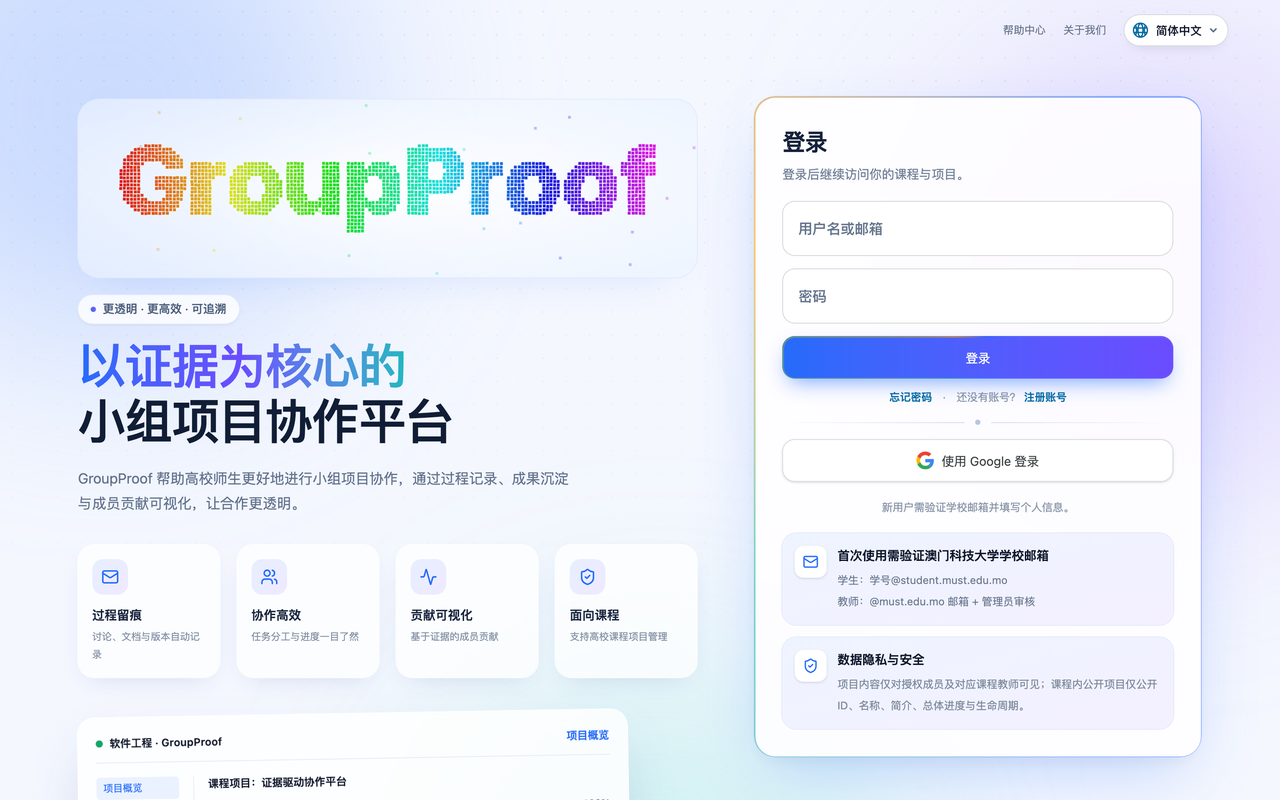 帮助中心
关于我们
简体中文
GroupProof
更透明 · 更高效 · 可追溯
以证据为核心的
小组项目协作平台
GroupProof 帮助高校师生更好地进行小组项目协作，通过过程记录、成果沉淀
与成员贡献可视化，让合作更透明。
过程留痕
讨论、文档与版本自动记
录
协作高效
任务分工与进度一目了然
贡献可视化
基于证据的成员贡献
面向课程
支持高校课程项目管理
软件工程 · GroupProof
项目概览
项目概览
课程项目：证据驱动协作平台
登录
登录后继续访问你的课程与项目。
用户名或邮箱
密码
登录
忘记密码 · 还没有账号？ 注册账号
使用 Google 登录
新用户需验证学校邮箱并填写个人信息。
首次使用需验证澳门科技大学学校邮箱
学生：学号@student.must.edu.mo
教师：@must.edu.mo 邮箱 + 管理员审核
数据隐私与安全
项目内容仅对授权成员及对应课程教师可见；课程内公开项目仅公开
ID、名称、简介、总体进度与生命周期。